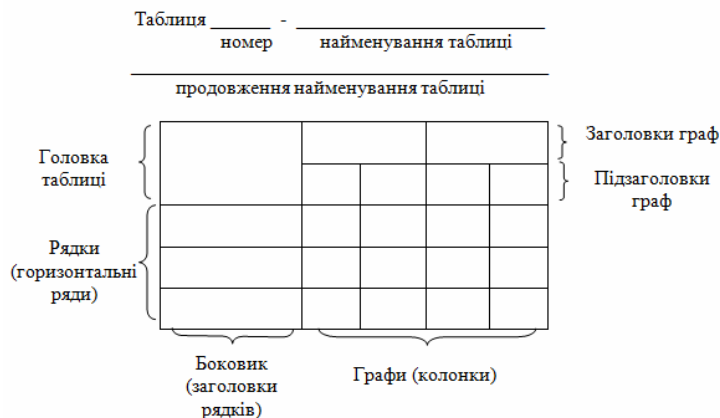 Таблиця ______ - ____________________
номер найменування таблиці
продовження найменування таблиці
Головка
таблиці
Заголовки граф
Підзаголовки
граф
Рядки
(горизонтальні
ряди)
Боковик
(заголовки
рядків)
Графи (колонки)